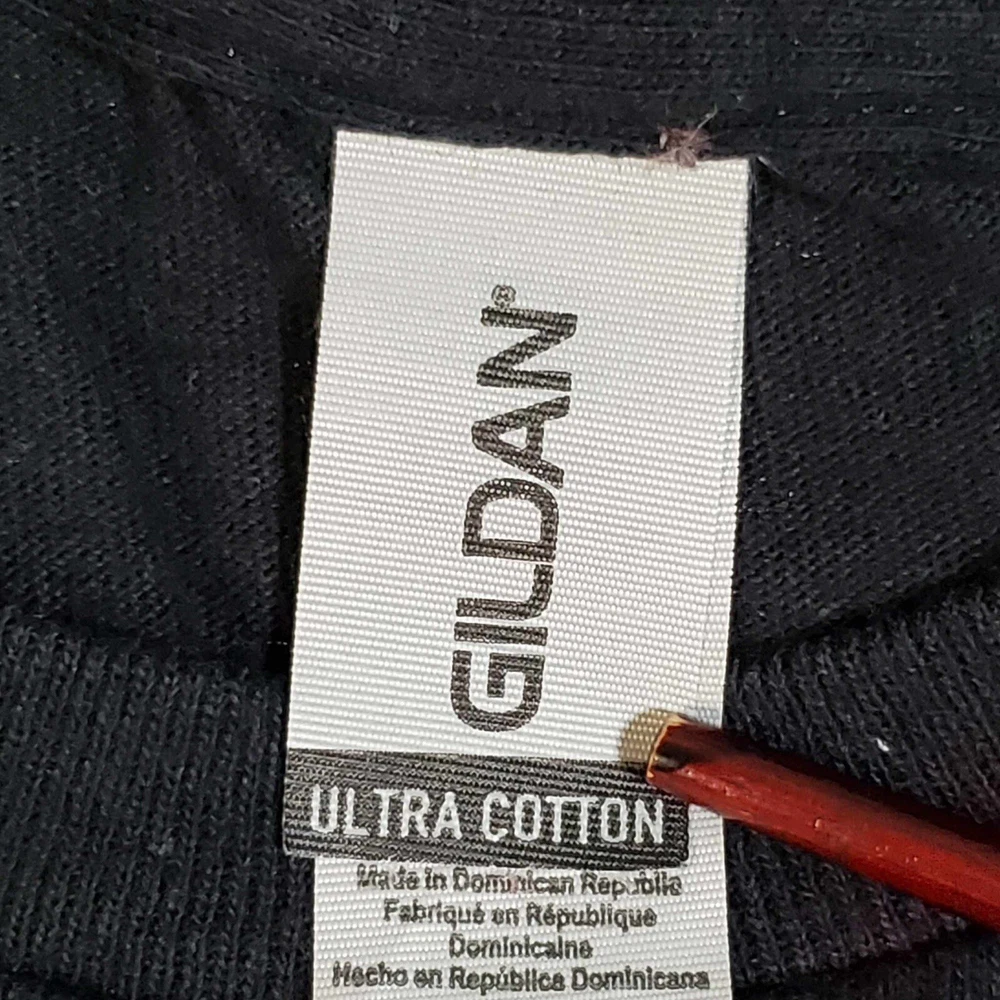 GILDAN®
ULTRA COTTON
Made in Dominican Republic
Fabriqué en République
Dominicaine
Hecho en República Dominicana